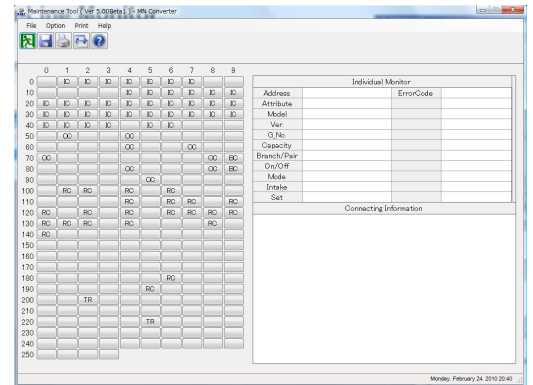 Maintenance Tool ( Ver 5.00Beta1 ) - MN Converter
File Option Print Help
0 1 2 3 4 5 6 7 8 9
0 IC IC IC IC IC IC IC
10 IC IC IC IC IC IC
20 IC IC IC IC IC IC IC IC IC IC
30 IC IC IC IC IC IC IC IC IC IC
40 IC IC IC IC IC IC
50 OC OC
60 OC OC
70 OC OC BC
80 OC OC BC
90 OC
100 RC RC RC RC
110 RC RC RC RC
120 RC RC RC RC RC RC RC
130 RC RC RC RC RC
140 RC
150
160
170
180 RC
190 RC
200 TR
210
220 TR
230
240
250
Individual Monitor
Address ErrorCode
Attribute
Model
Ver.
G_No.
Capacity
Branch/Pair
On/Off
Mode
Intake
Set
Connecting Information
Monday, February 24, 2010 20:40